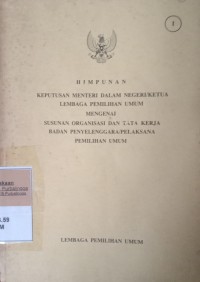 1
HIMPUNAN
KEPUTUSAN MENTERI DALAM NEGERI/KETUA
LEMBAGA PEMILIHAN UMUM
MENGENAI
SUSUNAN ORGANISASI DAN TATA KERJA
BADAN PENYELENGGARA/PELAKSANA
PEMILIHAN UMUM
LEMBAGA PEMILIHAN UMUM